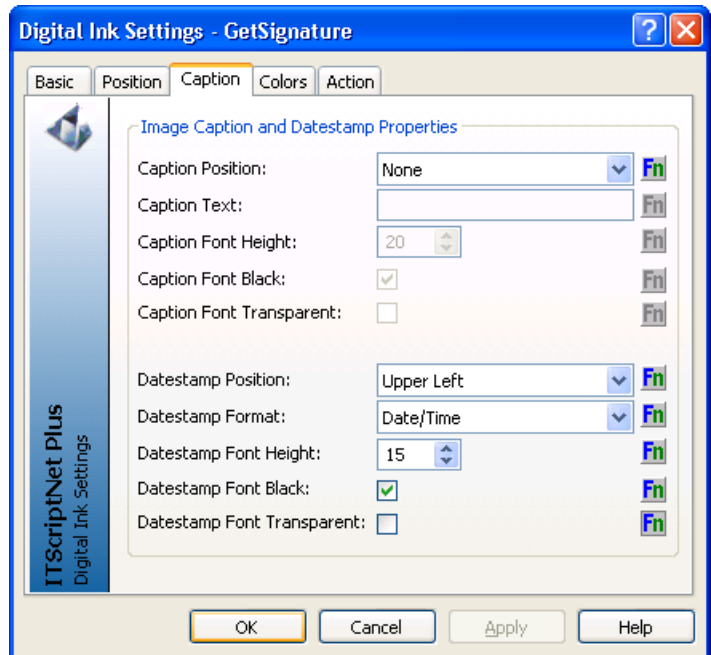 Digital Ink Settings - GetSignature
Basic Position Caption Colors Action
Image Caption and Datestamp Properties
Caption Position: None Fn
Caption Text: Fn
Caption Font Height: 20 Fn
Caption Font Black: Fn
Caption Font Transparent: Fn
Datestamp Position: Upper Left Fn
Datestamp Format: Date/Time Fn
Datestamp Font Height: 15 Fn
Datestamp Font Black: Fn
Datestamp Font Transparent: Fn
ITScriptNet Plus
Digital Ink Settings
OK Cancel Apply Help